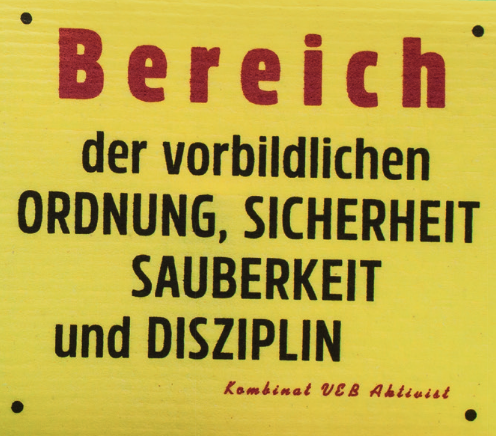 Bereich
der vorbildlichen
ORDNUNG, SICHERHEIT
SAUBERKEIT
und DISZIPLIN
Kombinat VEB Aktivist